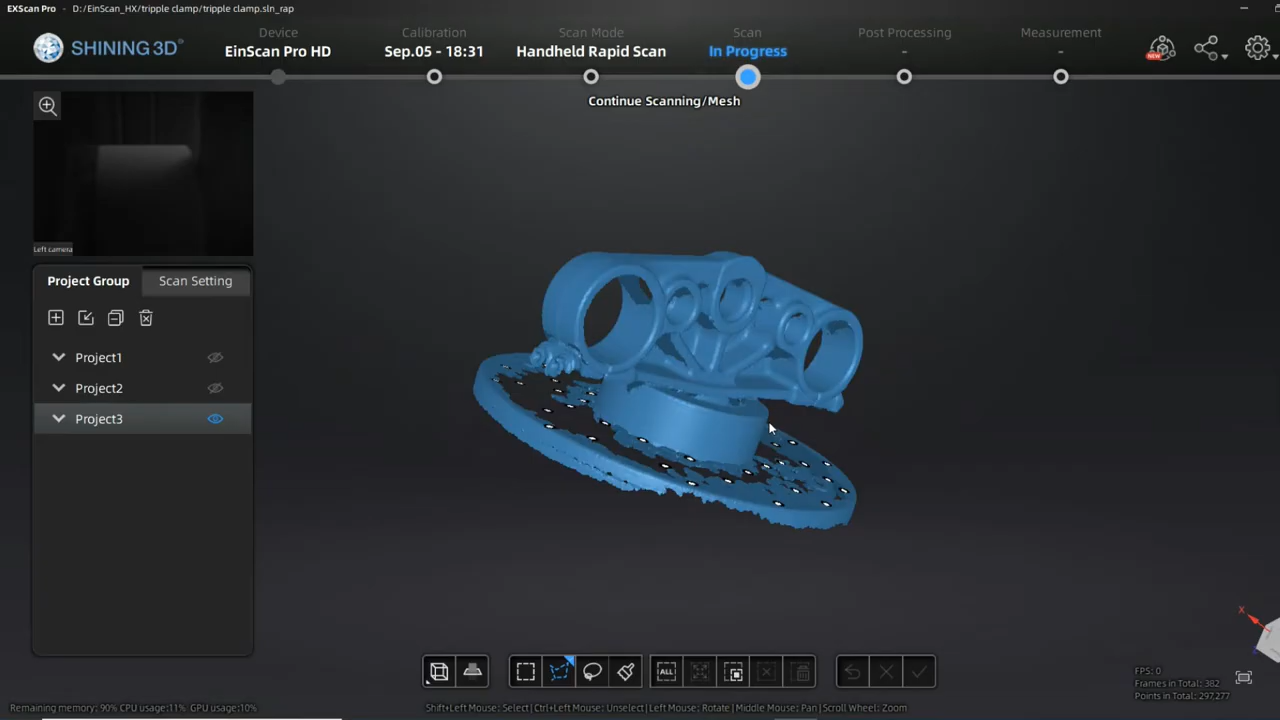 EXScan Pro - D:/EinScan_HX/tripple clamp/tripple clamp.sln_rap
SHINING 3D®
Device
EinScan Pro HD
Calibration
Sep.05 - 18:31
Scan Mode
Handheld Rapid Scan
Scan
In Progress
Post Processing
-
Measurement
-
NEW
Continue Scanning/Mesh
Left camera
Project Group
Scan Setting
Project1
Project2
Project3
ALL
X
FPS: 0
Frames in Total: 382
Points in Total: 297,277
Remaining memory: 90% CPU usage:11% GPU usage:10%
Shift+Left Mouse: Select | Ctrl+Left Mouse: Unselect | Left Mouse: Rotate | Middle Mouse: Pan | Scroll Wheel: Zoom